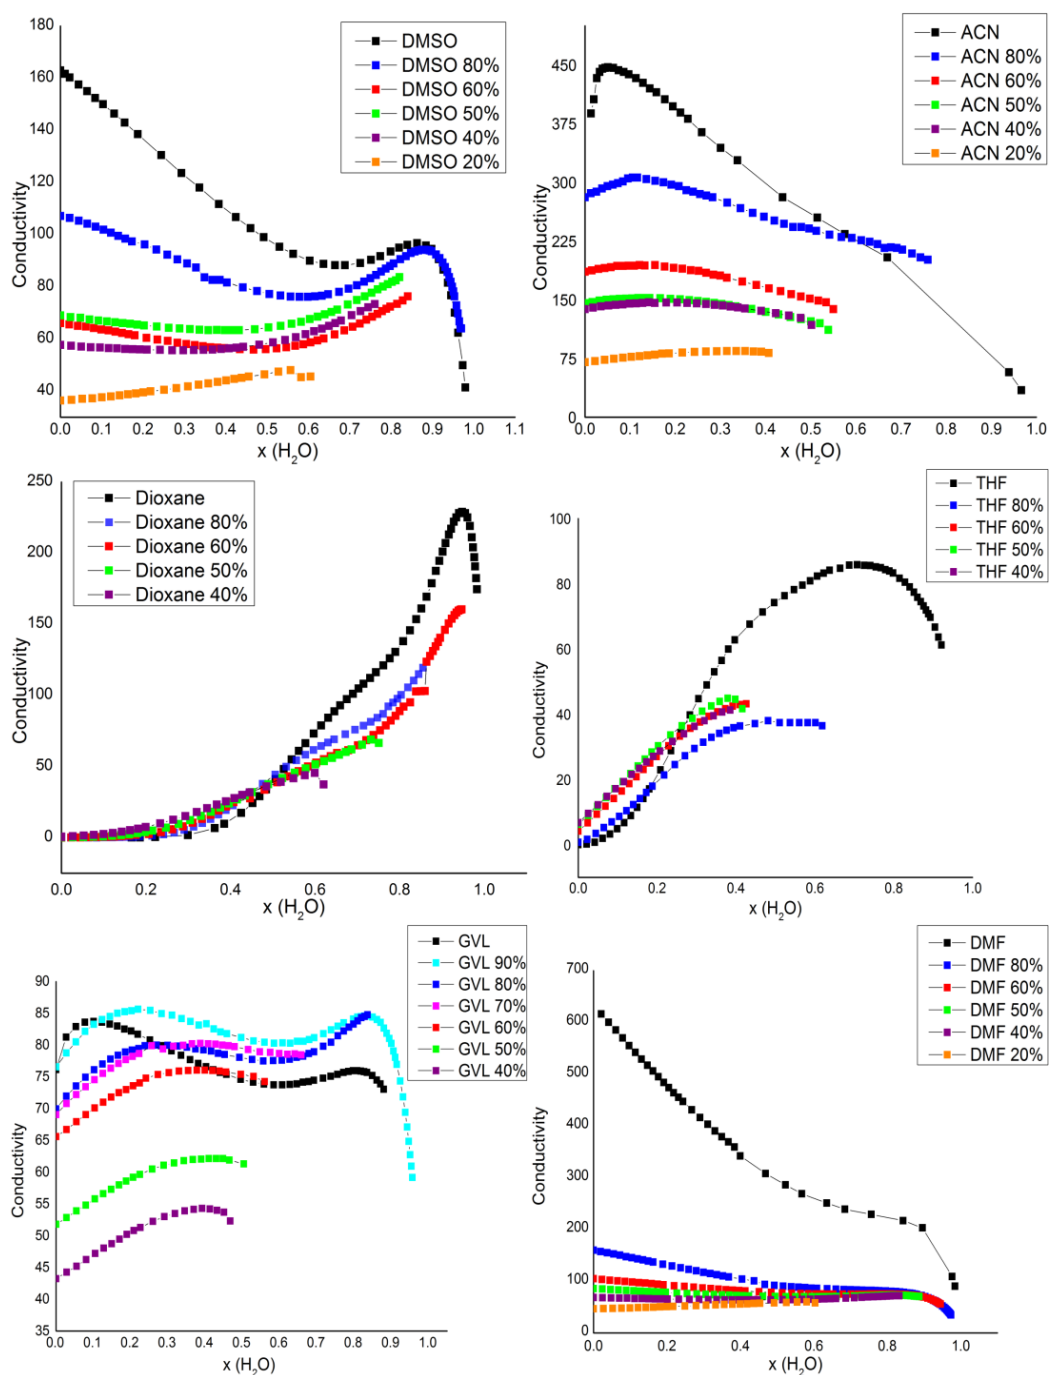 180
160
140
120
100
80
60
40
Conductivity
DMSO
DMSO 80%
DMSO 60%
DMSO 50%
DMSO 40%
DMSO 20%
0.0 0.1 0.2 0.3 0.4 0.5 0.6 0.7 0.8 0.9 1.0 1.1
x (H₂O)
450
375
300
225
150
75
0
Conductivity
ACN
ACN 80%
ACN 60%
ACN 50%
ACN 40%
ACN 20%
0.0 0.1 0.2 0.3 0.4 0.5 0.6 0.7 0.8 0.9 1.0
x (H₂O)
250
200
150
100
50
0
Conductivity
Dioxane
Dioxane 80%
Dioxane 60%
Dioxane 50%
Dioxane 40%
0.0 0.2 0.4 0.6 0.8 1.0
x (H₂O)
100
80
60
40
20
0
Conductivity
THF
THF 80%
THF 60%
THF 50%
THF 40%
0.0 0.2 0.4 0.6 0.8 1.0
x (H₂O)
90
85
80
75
70
65
60
55
50
45
40
35
Conductivity
GVL
GVL 90%
GVL 80%
GVL 70%
GVL 60%
GVL 50%
GVL 40%
0.0 0.1 0.2 0.3 0.4 0.5 0.6 0.7 0.8 0.9 1.0
x (H₂O)
700
600
500
400
300
200
100
0
Conductivity
DMF
DMF 80%
DMF 60%
DMF 50%
DMF 40%
DMF 20%
0.0 0.2 0.4 0.6 0.8 1.0
x (H₂O)